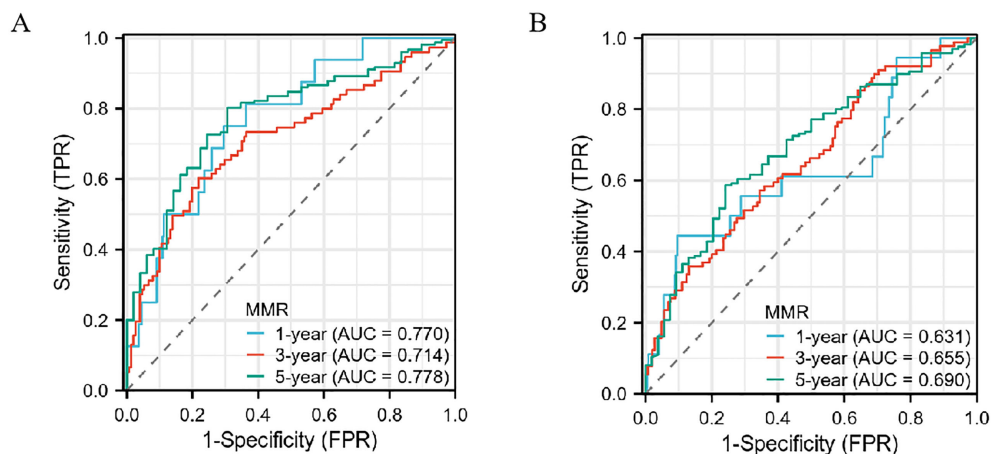 A
1.0
0.8
0.6
0.4
0.2
0.0
Sensitivity (TPR)
MMR
1-year (AUC = 0.770)
3-year (AUC = 0.714)
5-year (AUC = 0.778)
0.0 0.2 0.4 0.6 0.8 1.0
1-Specificity (FPR)
B
1.0
0.8
0.6
0.4
0.2
0.0
Sensitivity (TPR)
MMR
1-year (AUC = 0.631)
3-year (AUC = 0.655)
5-year (AUC = 0.690)
0.0 0.2 0.4 0.6 0.8 1.0
1-Specificity (FPR)